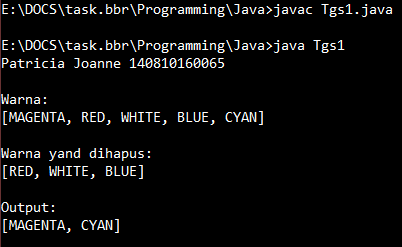 E:\DOCS\task.bbr\Programming\Java>javac Tgs1.java
E:\DOCS\task.bbr\Programming\Java>java Tgs1
Patricia Joanne 140810160065
Warna:
[MAGENTA, RED, WHITE, BLUE, CYAN]
Warna yand dihapus:
[RED, WHITE, BLUE]
Output:
[MAGENTA, CYAN]